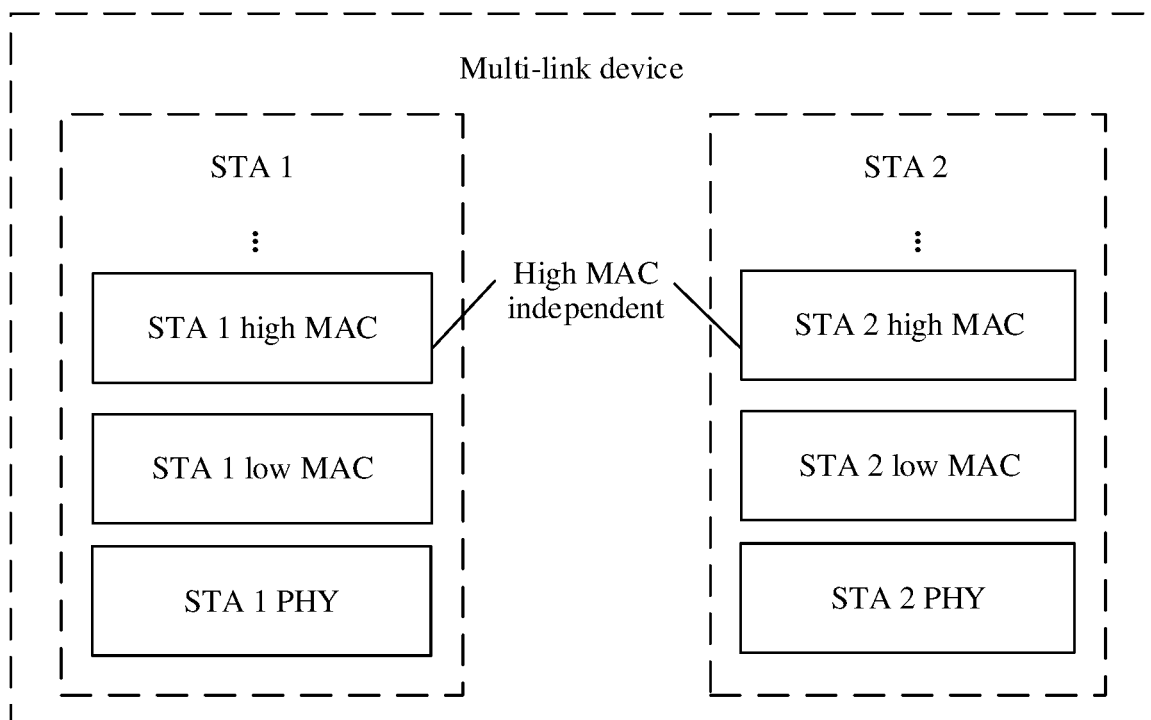 Multi-link device
STA 1
STA 2
High MAC
independent
STA 1 high MAC
STA 2 high MAC
STA 1 low MAC
STA 2 low MAC
STA 1 PHY
STA 2 PHY